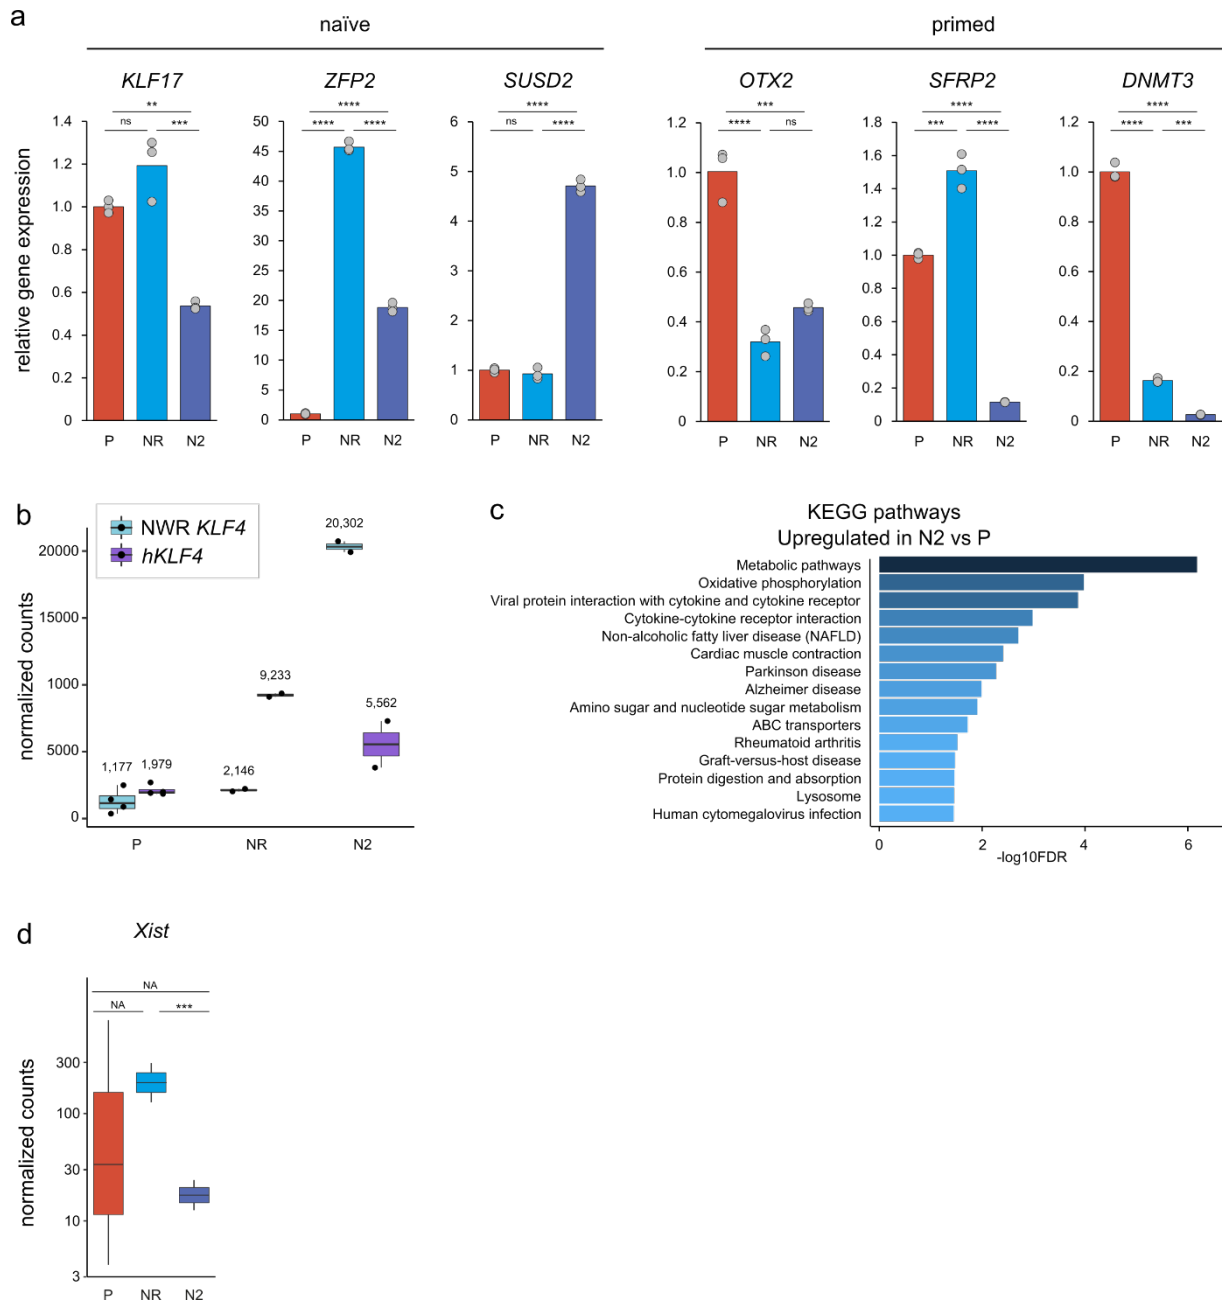 a
naïve
primed
KLF17
ZFP2
SUSD2
OTX2
SFRP2
DNMT3
relative gene expression
**
ns
***
1.4
1.2
1.0
0.8
0.6
0.4
0.2
0
P NR N2
****
**** ****
50
45
40
35
30
25
20
15
10
5
0
P NR N2
****
ns ****
6
5
4
3
2
1
0
P NR N2
***
**** ns
1.2
1.0
0.8
0.6
0.4
0.2
0
P NR N2
****
*** ****
1.8
1.6
1.4
1.2
1.0
0.8
0.6
0.4
0.2
0
P NR N2
****
**** ***
1.2
1.0
0.8
0.6
0.4
0.2
0
P NR N2
b
NWR KLF4
hKLF4
normalized counts
20000
15000
1000
5000
0
1,177
1,979
2,146
9,233
20,302
5,562
P NR N2
c
KEGG pathways
Upregulated in N2 vs P
Metabolic pathways
Oxidative phosphorylation
Viral protein interaction with cytokine and cytokine receptor
Cytokine-cytokine receptor interaction
Non-alcoholic fatty liver disease (NAFLD)
Cardiac muscle contraction
Parkinson disease
Alzheimer disease
Amino sugar and nucleotide sugar metabolism
ABC transporters
Rheumatoid arthritis
Graft-versus-host disease
Protein digestion and absorption
Lysosome
Human cytomegalovirus infection
0 2 4 6
-log10FDR
d
Xist
NA
NA ***
normalized counts
300
100
30
10
3
P NR N2